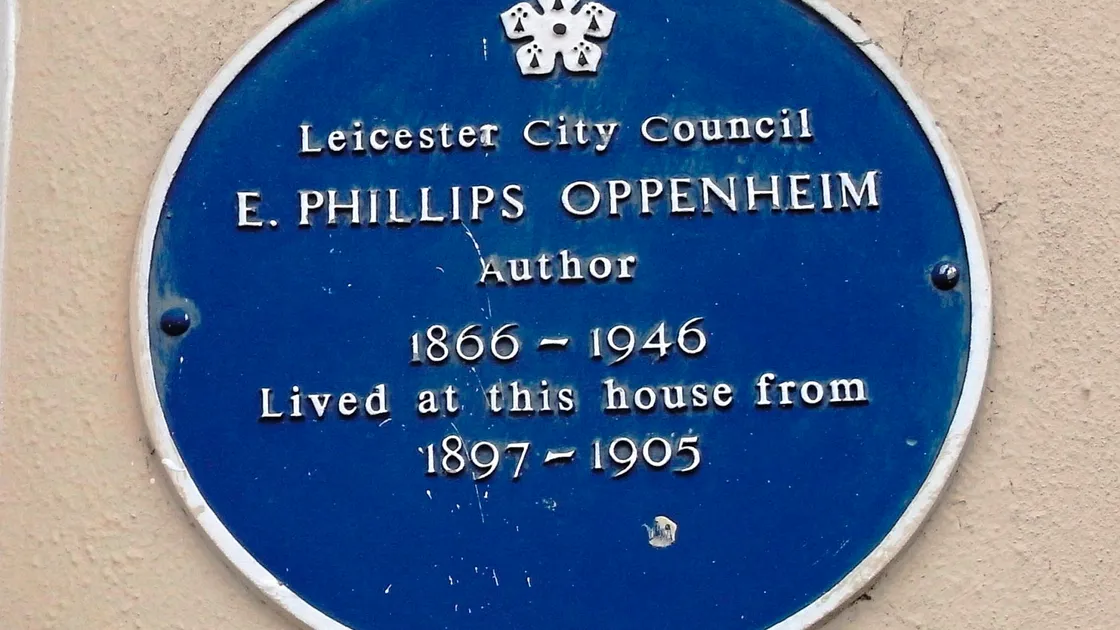 Leicester City Council
E. PHILLIPS OPPENHEIM
Author
1866 - 1946
Lived at this house from
1897 - 1905